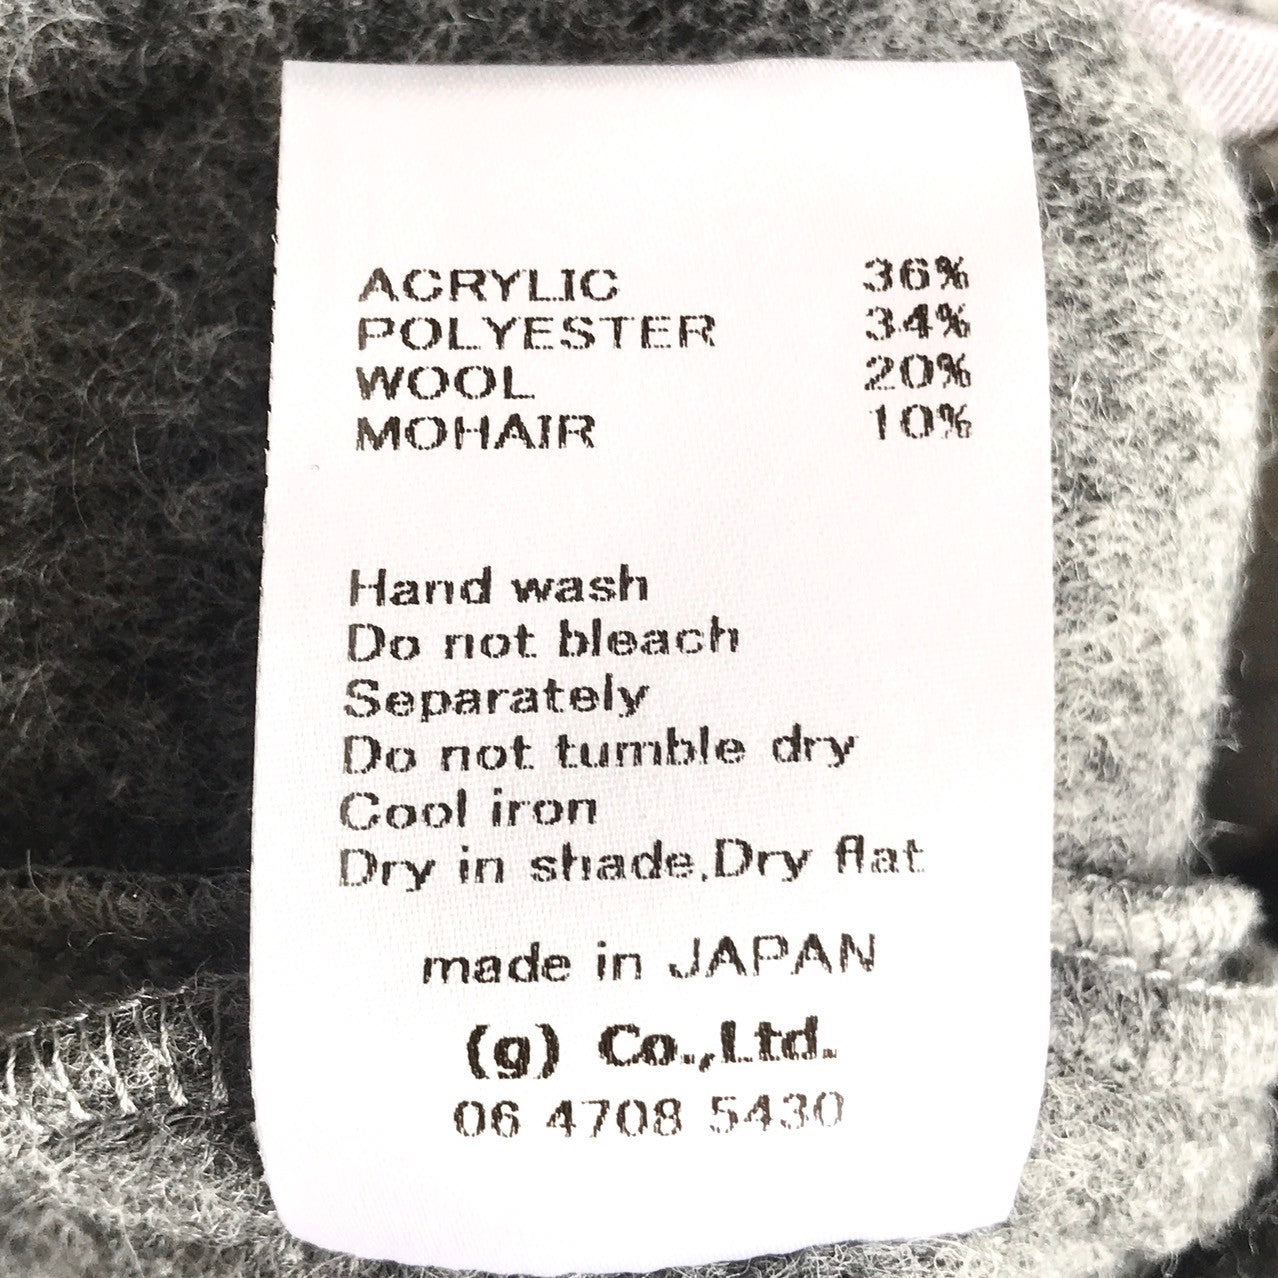 ACRYLIC 36%
POLYESTER 34%
WOOL 20%
MOHAIR 10%
Hand wash
Do not bleach
Separately
Do not tumble dry
Cool iron
Dry in shade,Dry flat
made in JAPAN
(g) Co.,Ltd.
06 4708 5430